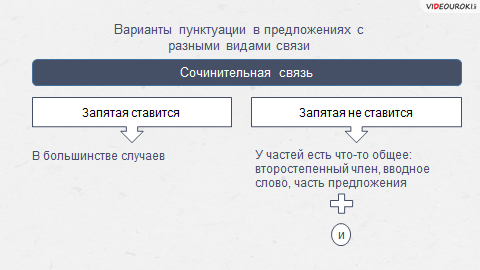 VIDEOUROKI
Варианты пунктуации в предложениях с
разными видами связи
Сочинительная связь
Запятая ставится
Запятая не ставится
В большинстве случаев
У частей есть что-то общее:
второстепенный член, вводное
слово, часть предложения
и